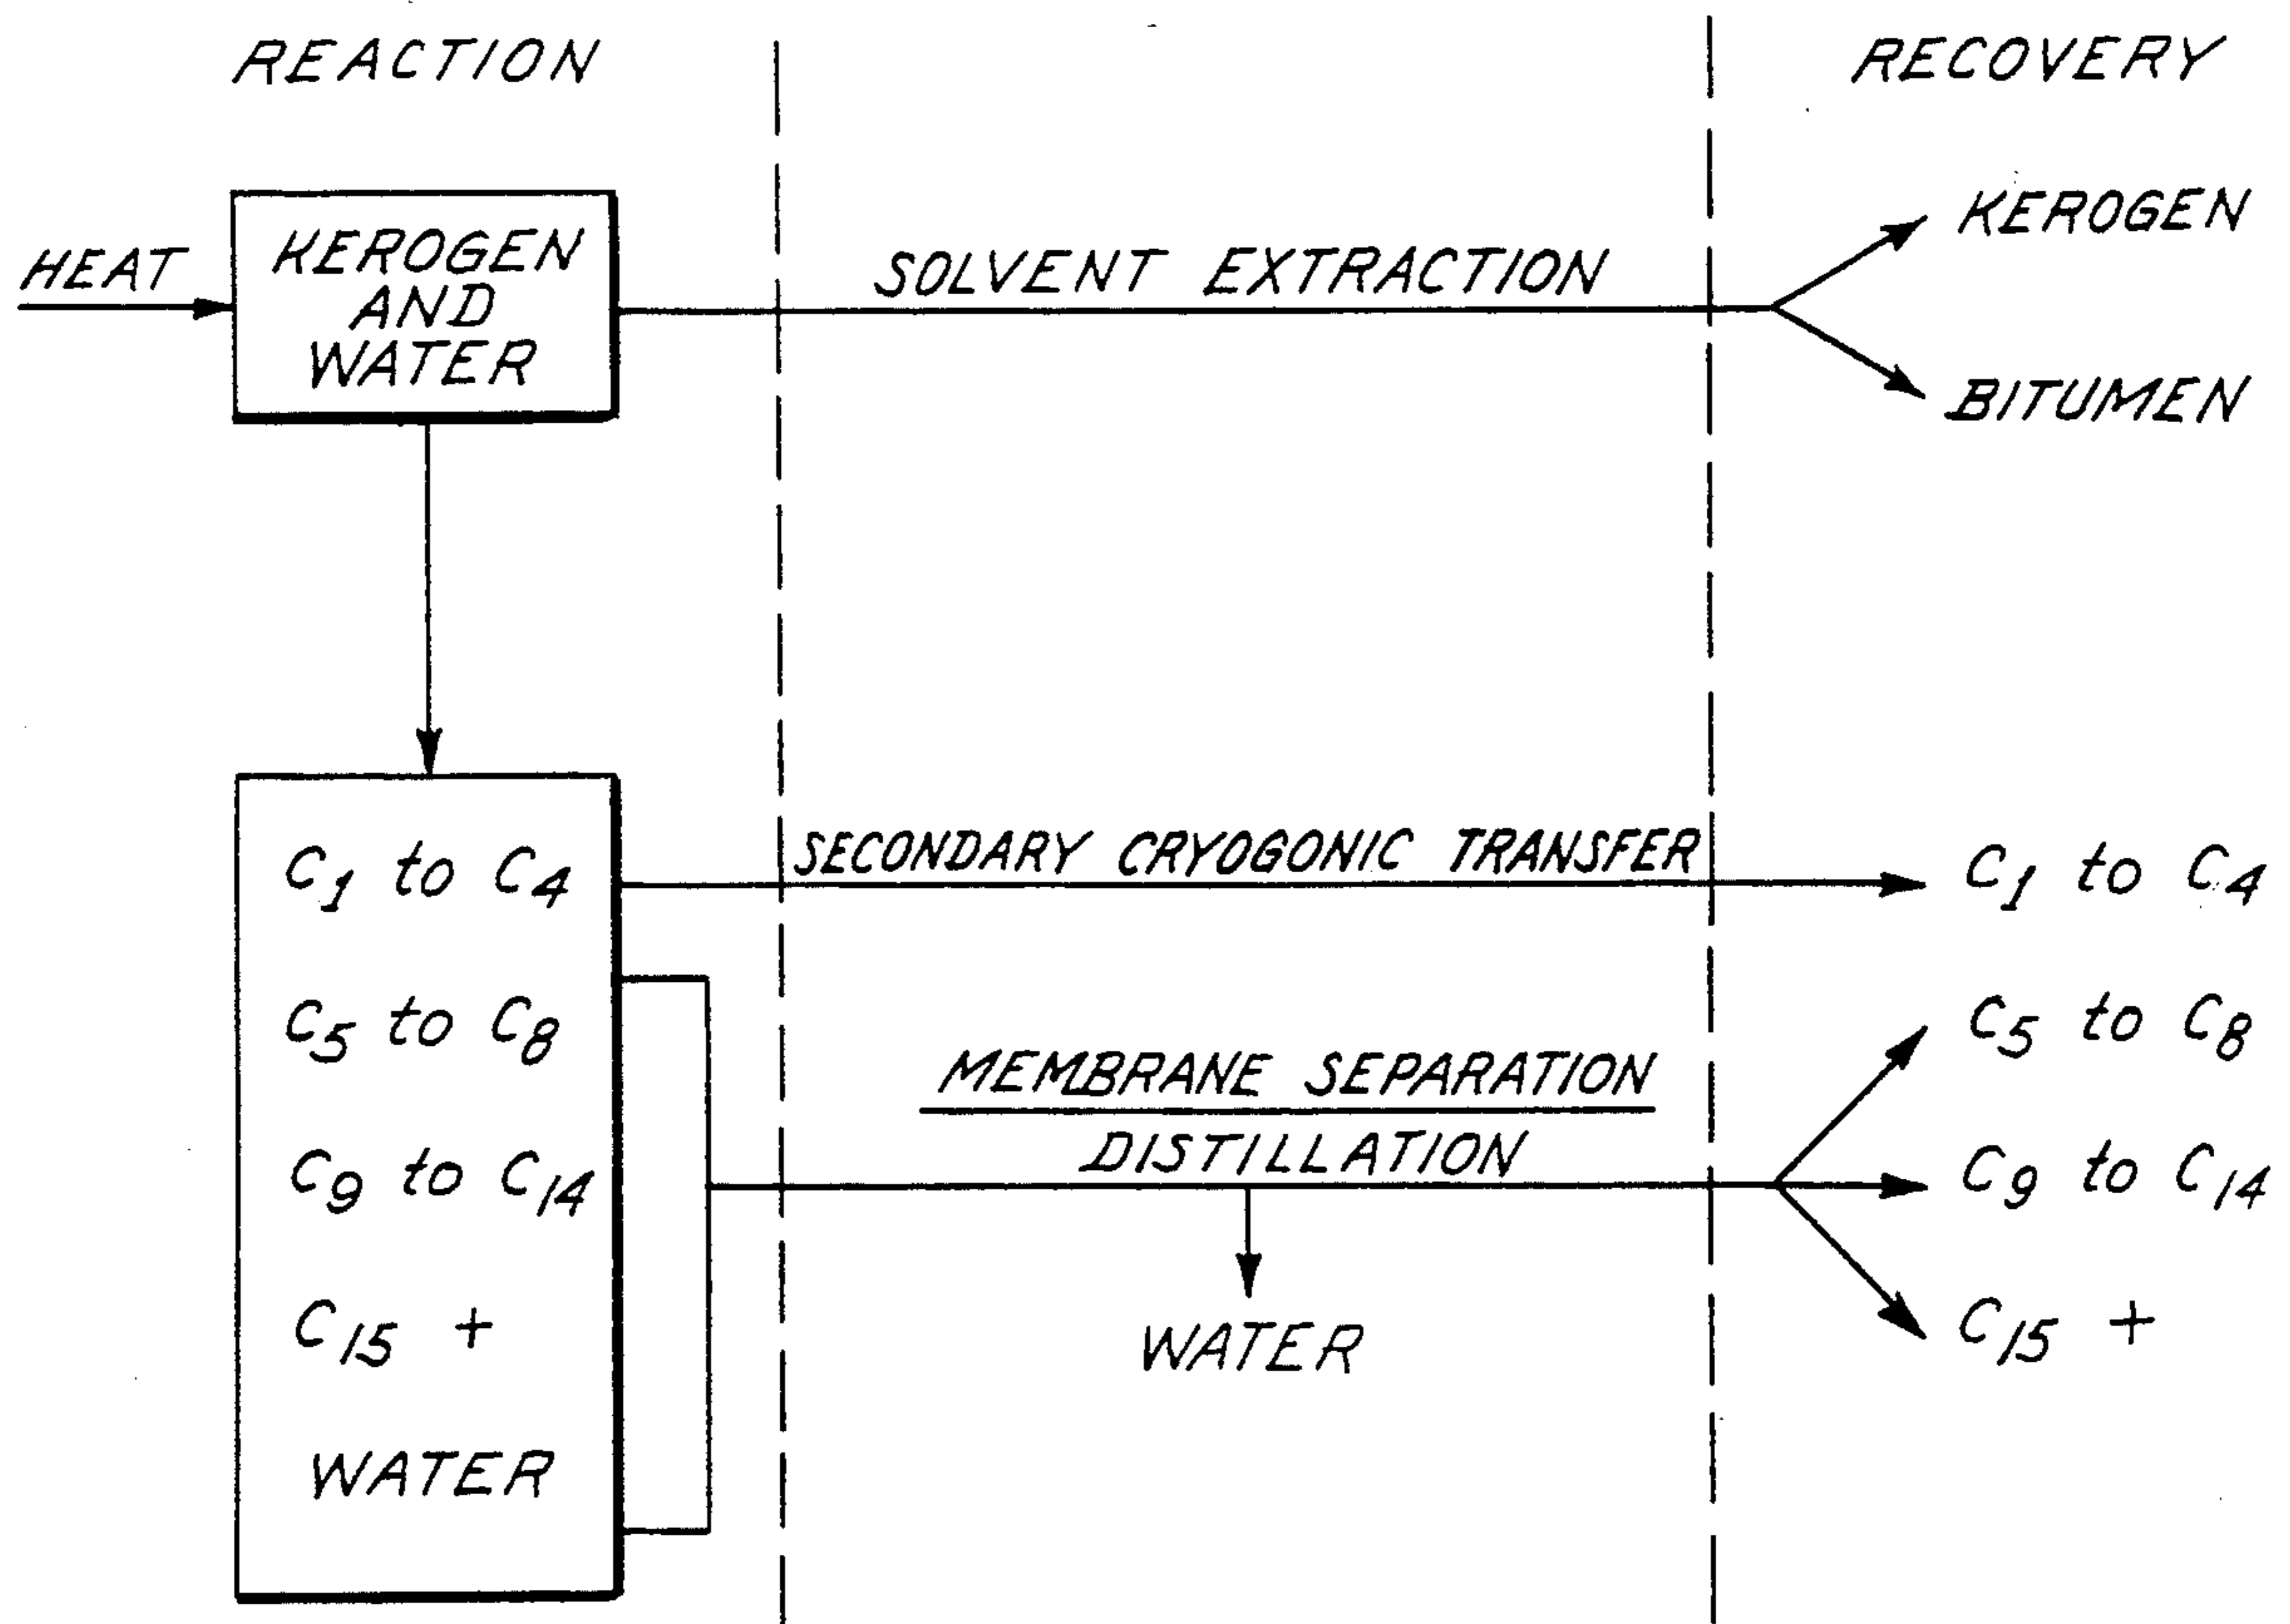 REACTION
RECOVERY
HEAT
KEROGEN
AND
WATER
SOLVENT EXTRACTION
KEROGEN
BITUMEN
C1 to C4
C5 to C8
C9 to C14
C15 +
WATER
SECONDARY CRYOGONIC TRANSFER
MEMBRANE SEPARATION
DISTILLATION
WATER
C1 to C4
C5 to C8
C9 to C14
C15 +